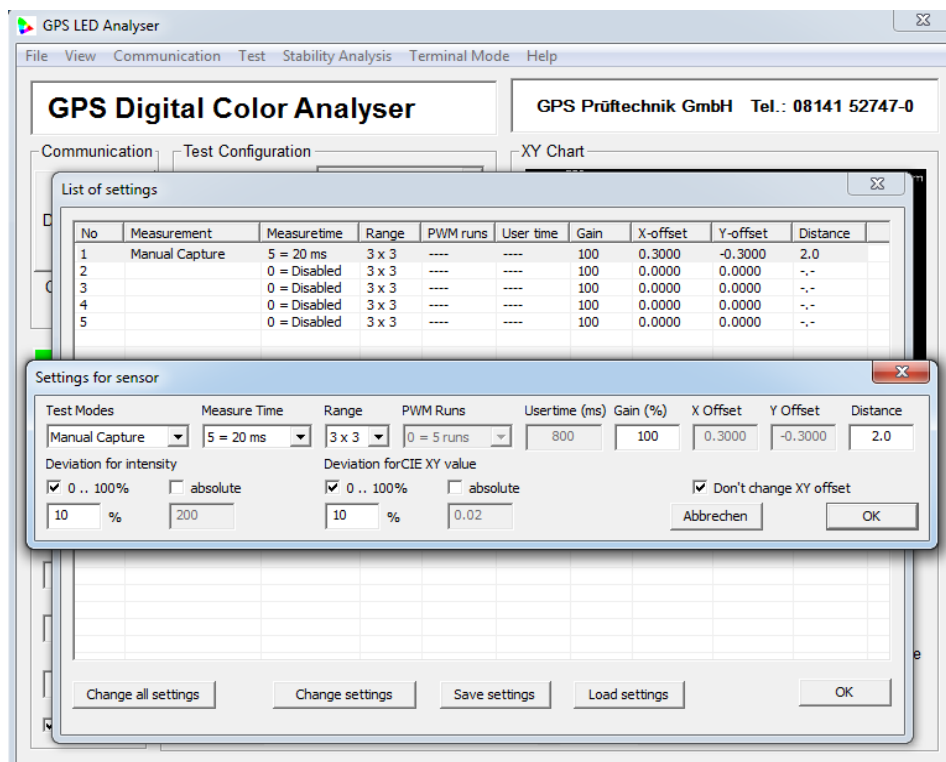 GPS LED Analyser
File View Communication Test Stability Analysis Terminal Mode Help
GPS Digital Color Analyser
GPS Prüftechnik GmbH Tel.: 08141 52747-0
Communication
Test Configuration
XY Chart
List of settings
No Measurement Measuretime Range PWM runs User time Gain X-offset Y-offset Distance
1 Manual Capture 5 = 20 ms 3 x 3 ---- ---- 100 0.3000 -0.3000 2.0
2 0 = Disabled 3 x 3 ---- ---- 100 0.0000 0.0000 -.-
3 0 = Disabled 3 x 3 ---- ---- 100 0.0000 0.0000 -.-
4 0 = Disabled 3 x 3 ---- ---- 100 0.0000 0.0000 -.-
5 0 = Disabled 3 x 3 ---- ---- 100 0.0000 0.0000 -.-
Settings for sensor
Test Modes Measure Time Range PWM Runs Usertime (ms) Gain (%) X Offset Y Offset Distance
Manual Capture 5 = 20 ms 3 x 3 0 = 5 runs 800 100 0.3000 -0.3000 2.0
Deviation for intensity Deviation forCIE XY value
0 .. 100% absolute 0 .. 100% absolute Don't change XY offset
10 % 200 10 % 0.02 Abbrechen OK
Change all settings Change settings Save settings Load settings OK